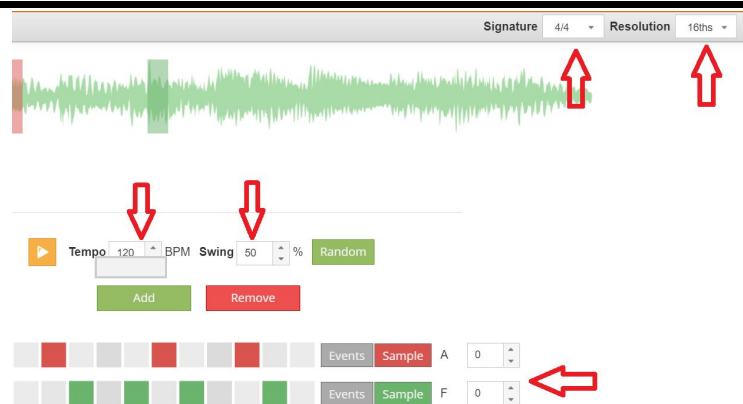 Signature 4/4 Resolution 16ths
Tempo 120 BPM Swing 50 % Random
Add Remove
Events Sample A 0
Events Sample F 0